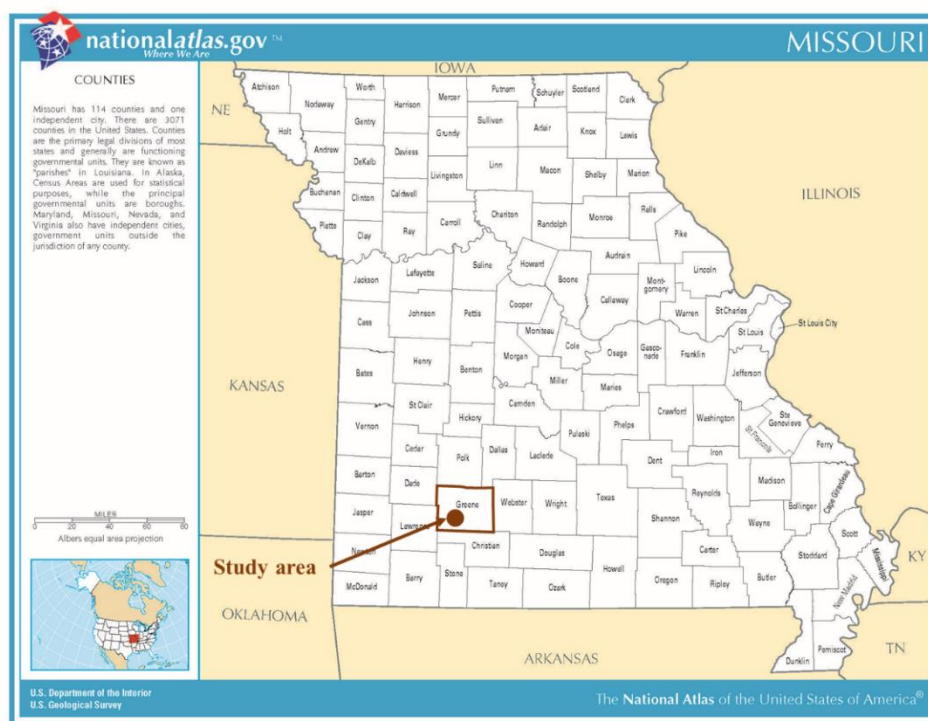 nationalatlas.gov™
Where We Are
MISSOURI
COUNTIES
Missouri has 114 counties and one
independent city. There are 3071
counties in the United States. Counties
are the primary legal divisions of most
states and generally are functioning
governmental units. They are known as
"parishes" in Louisiana. In Alaska,
Census Areas are used for statistical
purposes, while the principal
governmental units are boroughs.
Maryland, Missouri, Nevada, and
Virginia also have independent cities,
government units outside the
jurisdiction of any county.
IOWA
NE
ILLINOIS
KANSAS
OKLAHOMA
ARKANSAS
KY
TN
Atchison
Nodaway
Worth
Harrison
Mercer
Putnam
Schuyler
Scotland
Clark
Holt
Andrew
Gentry
Grundy
Sullivan
Adair
Knox
Lewis
DeKalb
Daviess
Livingston
Linn
Macon
Shelby
Marion
Buchanan
Clinton
Caldwell
Chariton
Randolph
Monroe
Ralls
Pike
Platte
Clay
Ray
Carroll
Saline
Howard
Boone
Audrain
Lincoln
Jackson
Lafayette
Cooper
Callaway
Mont-
gomery
Warren
St Charles
St Louis
St Louis City
Cass
Johnson
Pettis
Moniteau
Cole
Osage
Gasco-
nade
Franklin
Jefferson
Bates
Henry
Benton
Morgan
Miller
Maries
St Clair
Camden
Crawford
Washington
Ste
Genevieve
St Francois
Perry
Vernon
Hickory
Pulaski
Phelps
Cedar
Polk
Dallas
Laclede
Dent
Iron
Madison
Bollinger
Cape Girardeau
Barton
Dade
Greene
Webster
Wright
Texas
Reynolds
Wayne
Jasper
Christian
Douglas
Shannon
Carter
Stoddard
Scott
Mississippi
McDonald
Barry
Stone
Taney
Ozark
Howell
Oregon
Ripley
Butler
New Madrid
Dunklin
Pemiscot
Study area
MILES
0 20 40 60 80
Albers equal area projection
U.S. Department of the Interior
U.S. Geological Survey
The National Atlas of the United States of America®